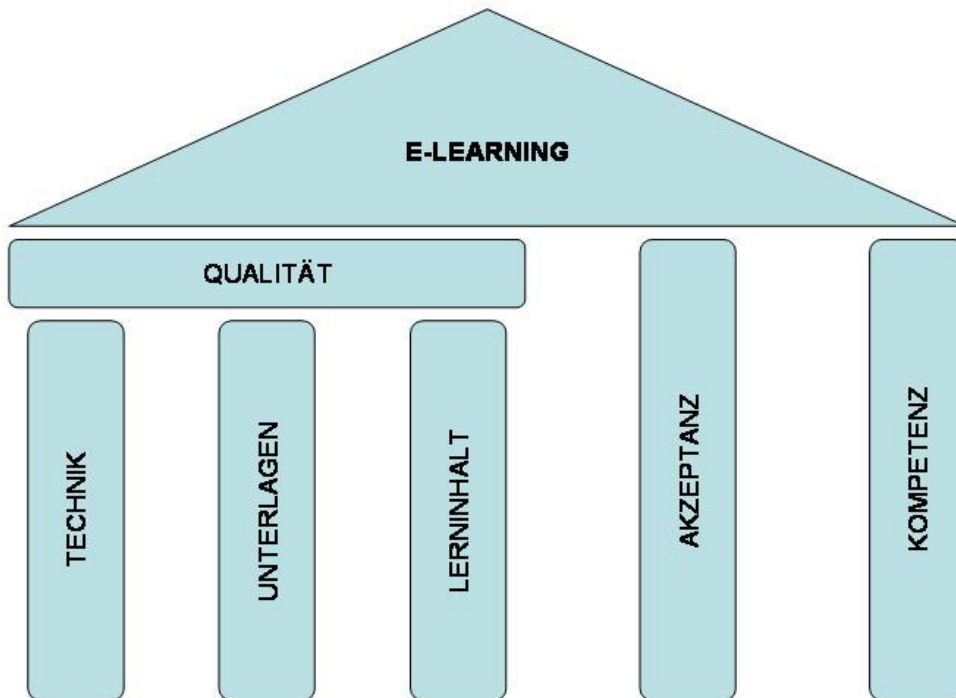 E-LEARNING
QUALITÄT
TECHNIK
UNTERLAGEN
LERNINHALT
AKZEPTANZ
KOMPETENZ